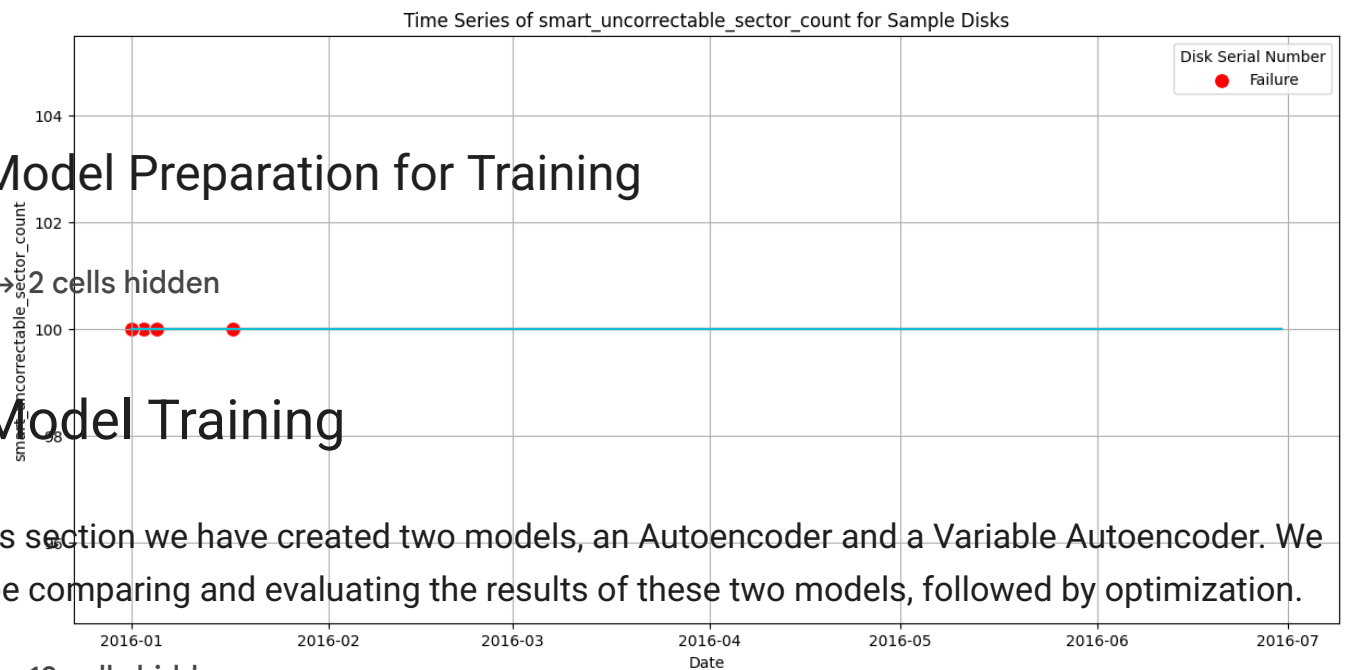 Time Series of smart_uncorrectable_sector_count for Sample Disks
Disk Serial Number
Failure
104
Model Preparation for Training
102
smart_uncorrectable_sector_count
2 cells hidden
100
Model Training
98
s section we have created two models, an Autoencoder and a Variable Autoencoder. We
96
e comparing and evaluating the results of these two models, followed by optimization.
2016-01 2016-02 2016-03 2016-04 2016-05 2016-06 2016-07
Date